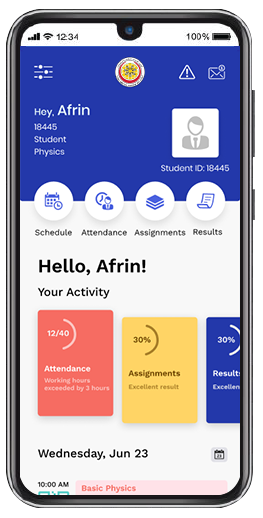 12:34
100%
Hey, Afrin
18445
Student
Physics
Student ID: 18445
Schedule
Attendance
Assignments
Results
Hello, Afrin!
Your Activity
12/40
Attendance
Working hours
exceeded by 3 hours
30%
Assignments
Excellent result
30%
Results
Excellen
Wednesday, Jun 23
10:00 AM
Basic Physics